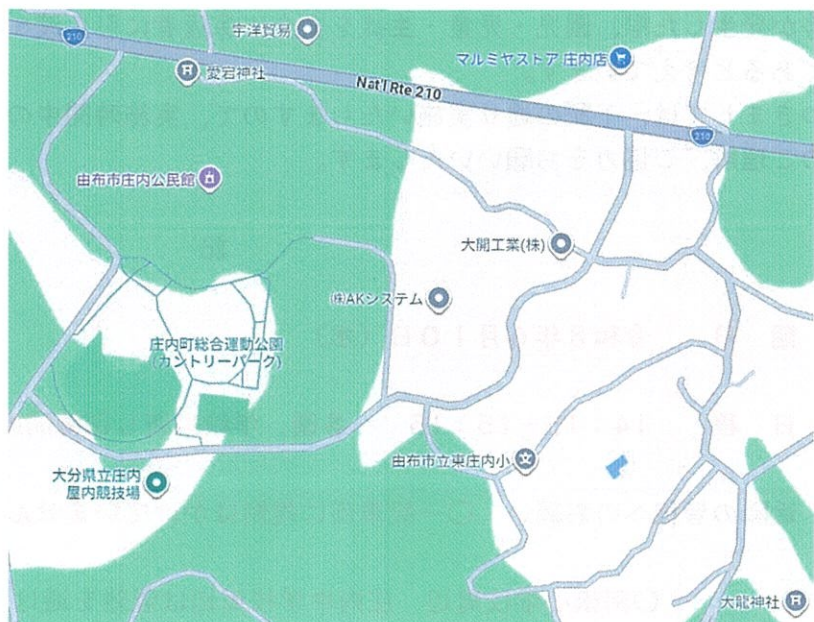 210
宇洋貿易
愛宕神社
Nat'l Rte 210
マルミヤストア 庄内店
210
由布市庄内公民館
大開工業(株)
(株)AKシステム
庄内町総合運動公園
(カントリーパーク)
由布市立東庄内小
大分県立庄内
屋内競技場
大龍神社